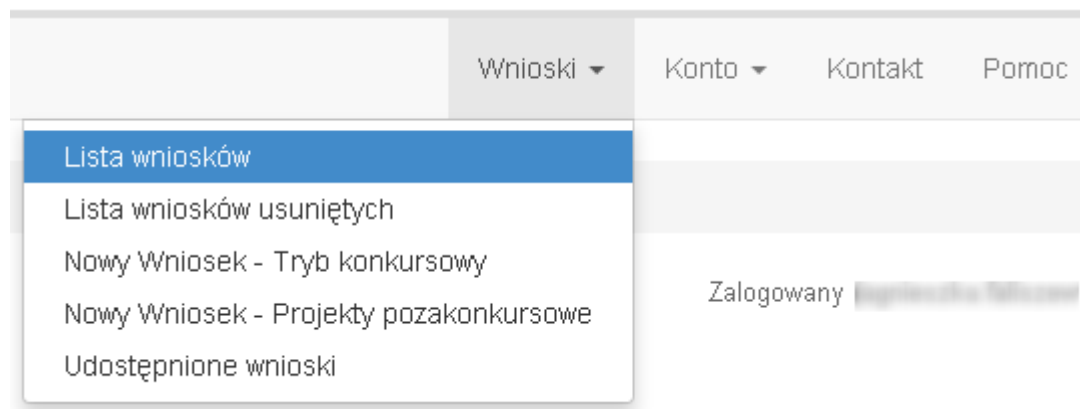 Wnioski Konto Kontakt Pomoc
Lista wniosków
Lista wniosków usuniętych
Nowy Wniosek - Tryb konkursowy
Nowy Wniosek - Projekty pozakonkursowe
Zalogowany
Udostępnione wnioski